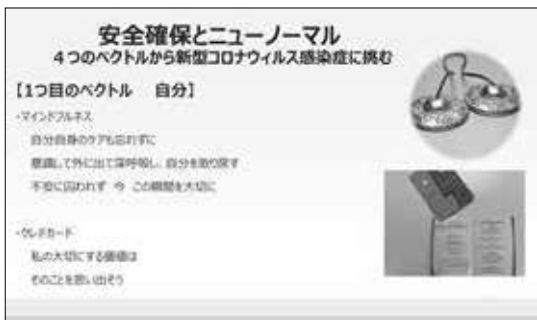 安全確保とニューノーマル
４つのベクトルから新型コロナウィルス感染症に挑む
【1つ目のベクトル　自分】
・マインドフルネス
自分自身のケアも忘れずに
意識して外に出て深呼吸し、自分を取り戻す
不安に囚われず 今 この瞬間を大切に
・クレドカード
私の大切にする価値は
そのことを思い出そう